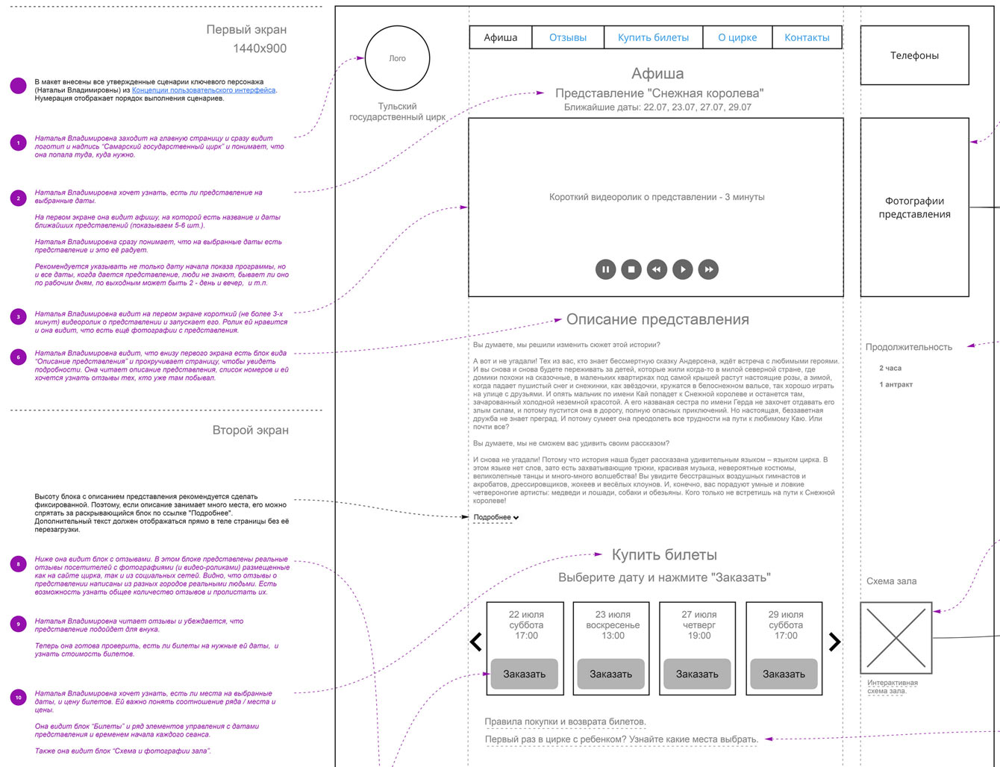 Первый экран
1440x900
В макет внесены все утвержденные сценарии ключевого персонажа
(Натальи Владимировны) из Концепции пользовательского интерфейса.
Нумерация отображает порядок выполнения сценариев.
1
Наталья Владимировна заходит на главную страницу и сразу видит
логотип и надпись “Самарский государственный цирк” и понимает, что
она попала туда, куда нужно.
2
Наталья Владимировна хочет узнать, есть ли представление на
выбранные даты.
На первом экране она видит афишу, на которой есть название и даты
ближайших представлений (показываем 5-6 шт.).
Наталья Владимировна сразу понимает, что на выбранные даты есть
представление и это её радует.
Рекомендуется указывать не только дату начала показа программы, но
и все даты, когда дается представление, люди не знают, бывает ли оно
по рабочим дням, по выходным может быть 2 - день и вечер,  и т.п.
3
Наталья Владимировна видит на первом экране короткий (не более 3-х
минут) видеоролик о представлении и запускает его. Ролик ей нравится
и она видит, что есть ещё фотографии с представления.
6
Наталья Владимировна видит, что внизу первого экрана есть блок вида
“Описание представления” и прокручивает страницу, чтобы увидеть
подробности. Она читает описание представления, список номеров и ей
хочется узнать отзывы тех, кто уже там побывал.
Второй экран
Высоту блока с описанием представления рекомендуется сделать
фиксированной. Поэтому, если описание занимает много места, его можно
спрятать за раскрывающийся блок по ссылке "Подробнее".
Дополнительный текст должен отображаться прямо в теле страницы без её
перезагрузки.
8
Ниже она видит блок с отзывами. В этом блоке представлены реальные
отзывы посетителей с фотографиями (и видео-роликами) размещенные
как на сайте цирка, так и из социальных сетей. Видно, что отзывы о
представлении написаны из разных городов реальными людьми. Есть
возможность узнать общее количество отзывов и пролистать их.
9
Наталья Владимировна читает отзывы и убеждается, что
представление подойдет для внука.
Теперь она готова проверить, есть ли билеты на нужные ей даты,  и
узнать стоимость билетов.
10
Наталья Владимировна хочет узнать, есть ли места на выбранные
даты, и цену билетов. Ей важно понять соотношение ряда / места и
цены.
Она видит блок “Билеты” и ряд элементов управления с датами
представления и временем начала каждого сеанса.
Также она видит блок “Схема и фотографии зала”.
Лого
Тульский
государственный цирк
Афиша
Отзывы
Купить билеты
О цирке
Контакты
Афиша
Представление "Снежная королева"
Ближайшие даты: 22.07, 23.07, 27.07, 29.07
Короткий видеоролик о представлении - 3 минуты
Описание представления
Вы думаете, мы решили изменить сюжет этой истории?
А вот и не угадали! Тех из вас, кто знает бессмертную сказку Андерсена, ждёт встреча с любимыми героями.
И вы снова и снова будете переживать за детей, которые жили когда-то в милой северной стране, где
домики похожи на сказочные, в маленьких квартирках под самой крышей растут настоящие розы, а зимой,
когда падает пушистый снег и снежинки, как звёздочки, кружатся в белоснежном вальсе, так хорошо играть
на улице с друзьями. И опять мальчик по имени Кай попадет к Снежной королеве и останется там,
зачарованный холодной неземной красотой. А его названая сестра по имени Герда не захочет отдавать его
злым силам, и потому пустится она в дорогу, полную опасных приключений. Но настоящая, беззаветная
дружба не знает преград. И потому сумеет она преодолеть все трудности на пути к любимому Каю. Или
почти все?
Вы думаете, мы не сможем вас удивить своим рассказом?
И снова не угадали! Потому что история наша будет рассказана удивительным языком – языком цирка. В
этом языке нет слов, зато есть захватывающие трюки, красивая музыка, невероятные костюмы,
великолепные танцы и много-много волшебства! Вы увидите бесстрашных воздушных гимнастов и
акробатов, дрессировщиков, жокеев и весёлых клоунов. И, конечно, вас порадуют умные и ловкие
четвероногие артисты: медведи и лошади, собаки и обезьяны. Кого только не встретишь на пути к Снежной
королеве!
Подробнее
Купить билеты
Выберите дату и нажмите "Заказать"
22 июля
суббота
17:00
Заказать
23 июля
воскресенье
13:00
Заказать
27 июля
четверг
19:00
Заказать
29 июля
суббота
17:00
Заказать
Правила покупки и возврата билетов.
Первый раз в цирке с ребенком? Узнайте какие места выбрать.
Телефоны
Фотографии
представления
Продолжительность
2 часа
1 антракт
Схема зала
Интерактивная
схема зала.